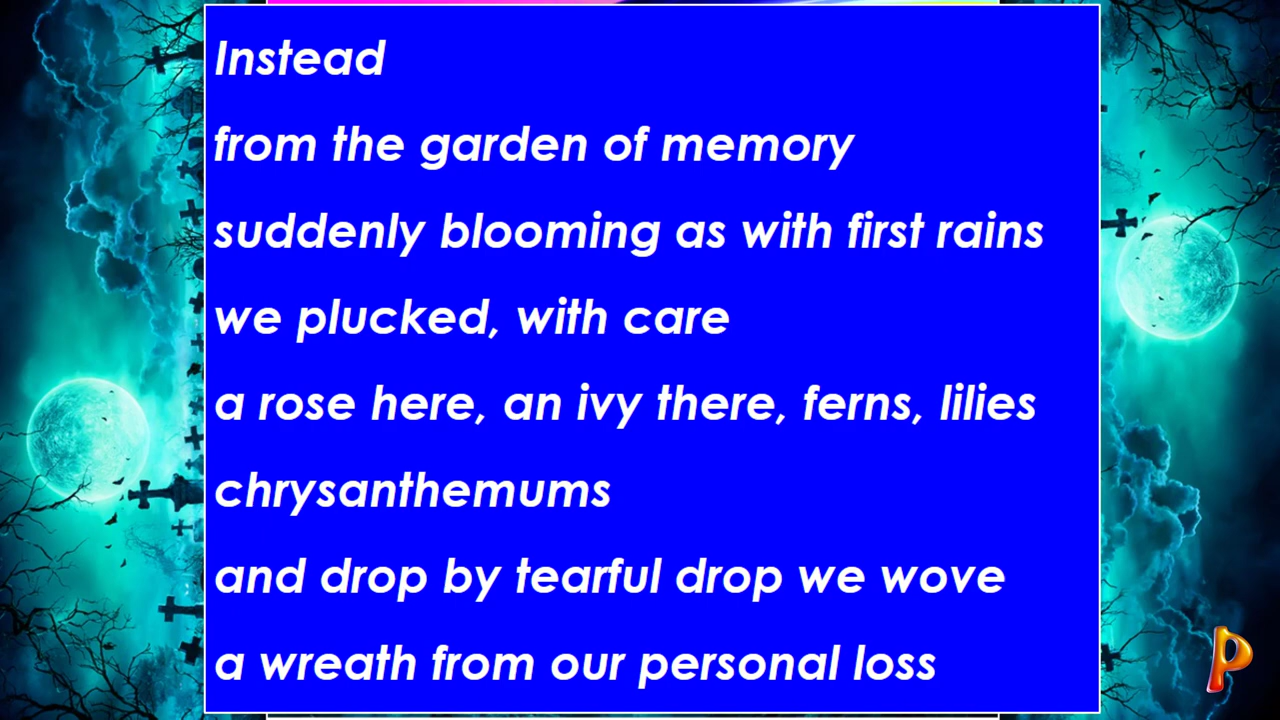 Instead
from the garden of memory
suddenly blooming as with first rains
we plucked, with care
a rose here, an ivy there, ferns, lilies
chrysanthemums
and drop by tearful drop we wove
a wreath from our personal loss
P